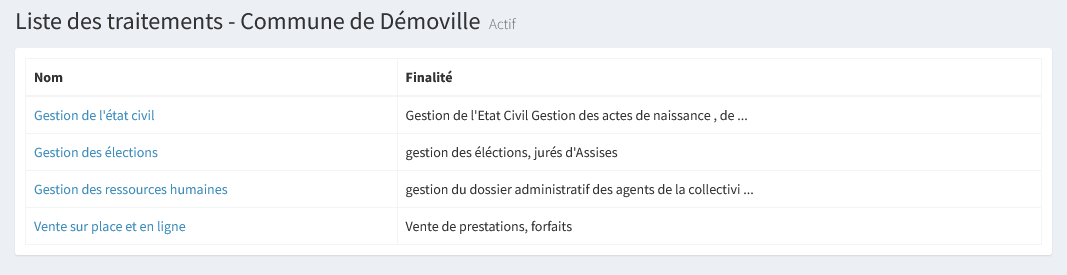 Liste des traitements - Commune de Démoville Actif
Nom Finalité
Gestion de l'état civil Gestion de l'Etat Civil Gestion des actes de naissance , de ...
Gestion des élections gestion des éléctions, jurés d'Assises
Gestion des ressources humaines gestion du dossier administratif des agents de la collectivi ...
Vente sur place et en ligne Vente de prestations, forfaits